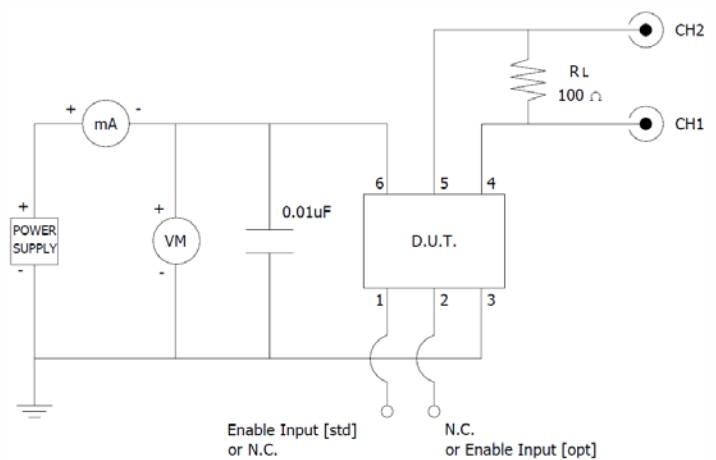 CH2
RL
100 Ω
+ -
mA
CH1
6 5 4
+
POWER
SUPPLY
-
+
VM
-
0.01uF
D.U.T.
1 2 3
Enable Input [std]
or N.C.
N.C.
or Enable Input [opt]